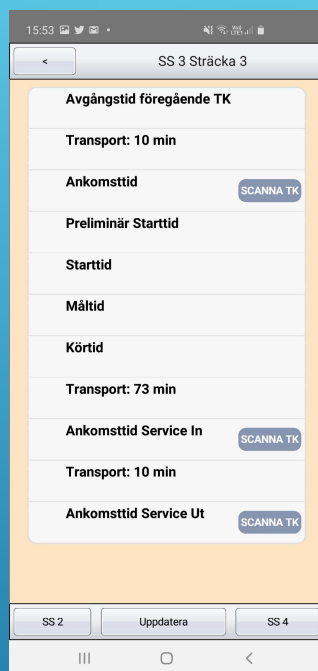 15:53
SS 3 Sträcka 3
Avgångstid föregående TK
Transport: 10 min
Ankomsttid
SCANNA TK
Preliminär Starttid
Starttid
Måltid
Körtid
Transport: 73 min
Ankomsttid Service In
SCANNA TK
Transport: 10 min
Ankomsttid Service Ut
SCANNA TK
SS 2 Uppdatera SS 4